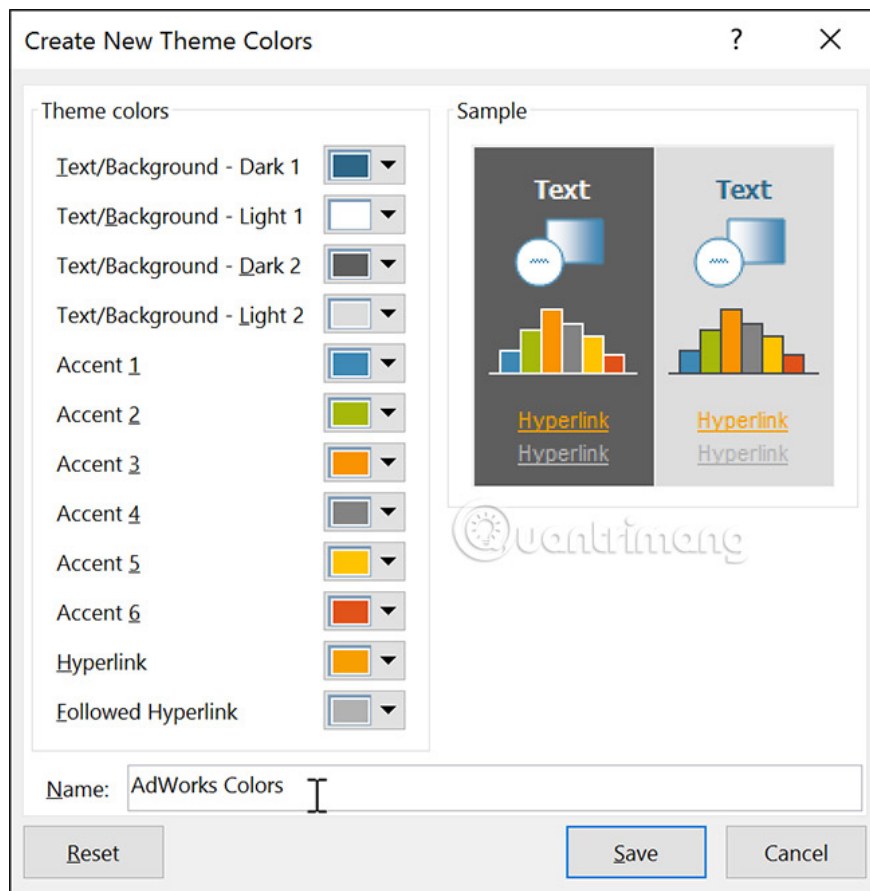 Create New Theme Colors
?
Theme colors
Text/Background - Dark 1
Text/Background - Light 1
Text/Background - Dark 2
Text/Background - Light 2
Accent 1
Accent 2
Accent 3
Accent 4
Accent 5
Accent 6
Hyperlink
Followed Hyperlink
Sample
Text Text
Hyperlink Hyperlink
Hyperlink Hyperlink
Quantrimang
Name: AdWorks Colors
Reset Save Cancel